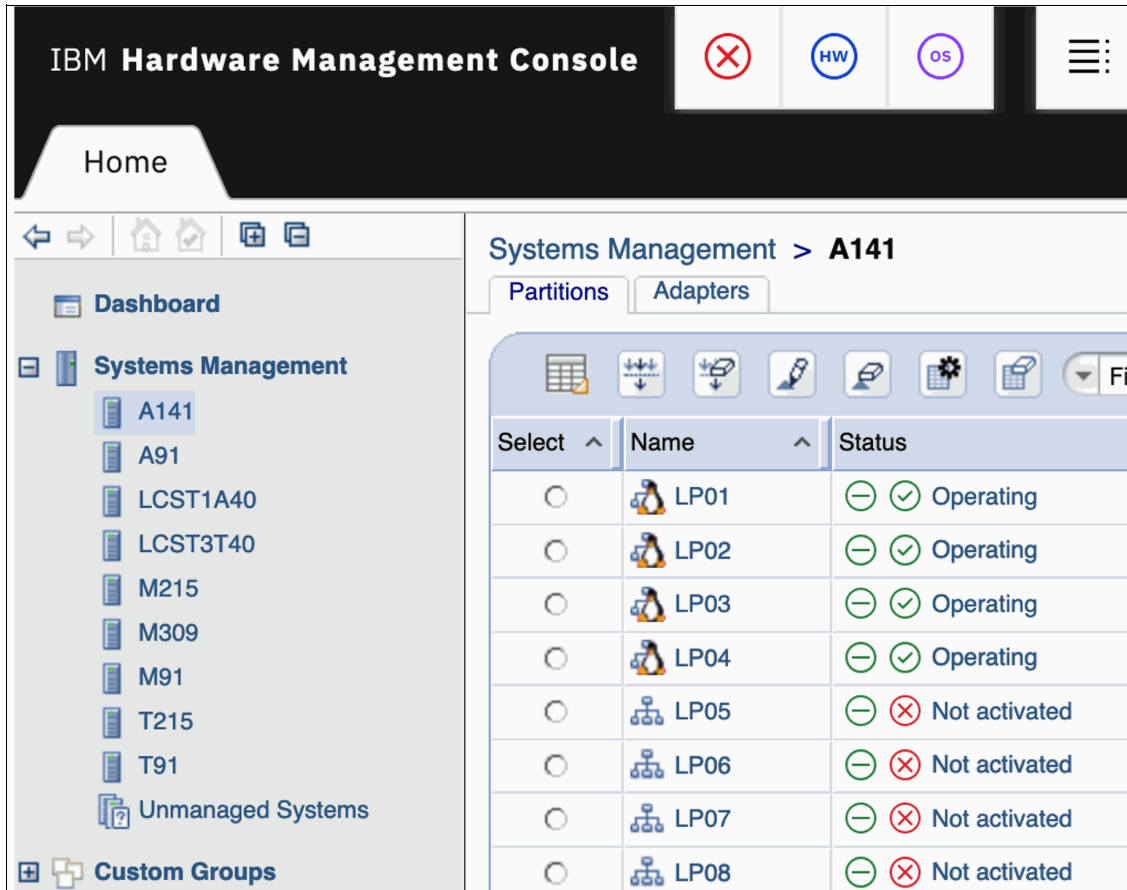 IBM Hardware Management Console
HW
OS
Home
Systems Management > A141
Partitions
Adapters
Dashboard
Systems Management
A141
A91
LCST1A40
LCST3T40
M215
M309
M91
T215
T91
Unmanaged Systems
Custom Groups
Fi
Select Name Status
LP01 Operating
LP02 Operating
LP03 Operating
LP04 Operating
LP05 Not activated
LP06 Not activated
LP07 Not activated
LP08 Not activated